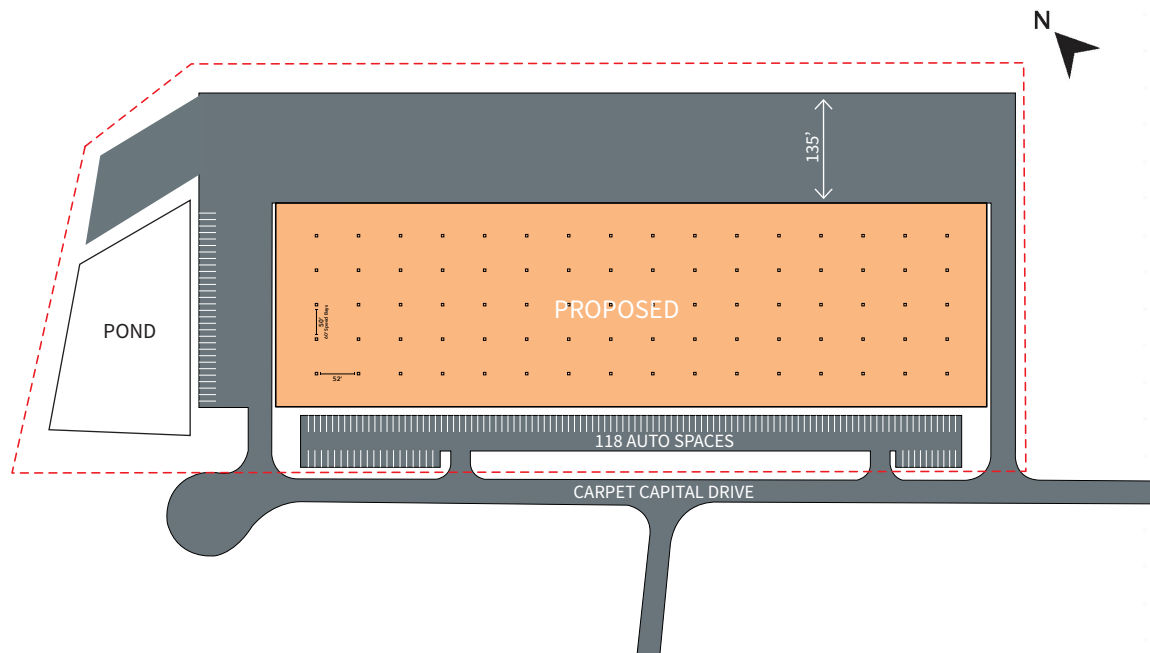 N
135'
PROPOSED
50'
60' Speed Bays
52'
POND
118 AUTO SPACES
CARPET CAPITAL DRIVE